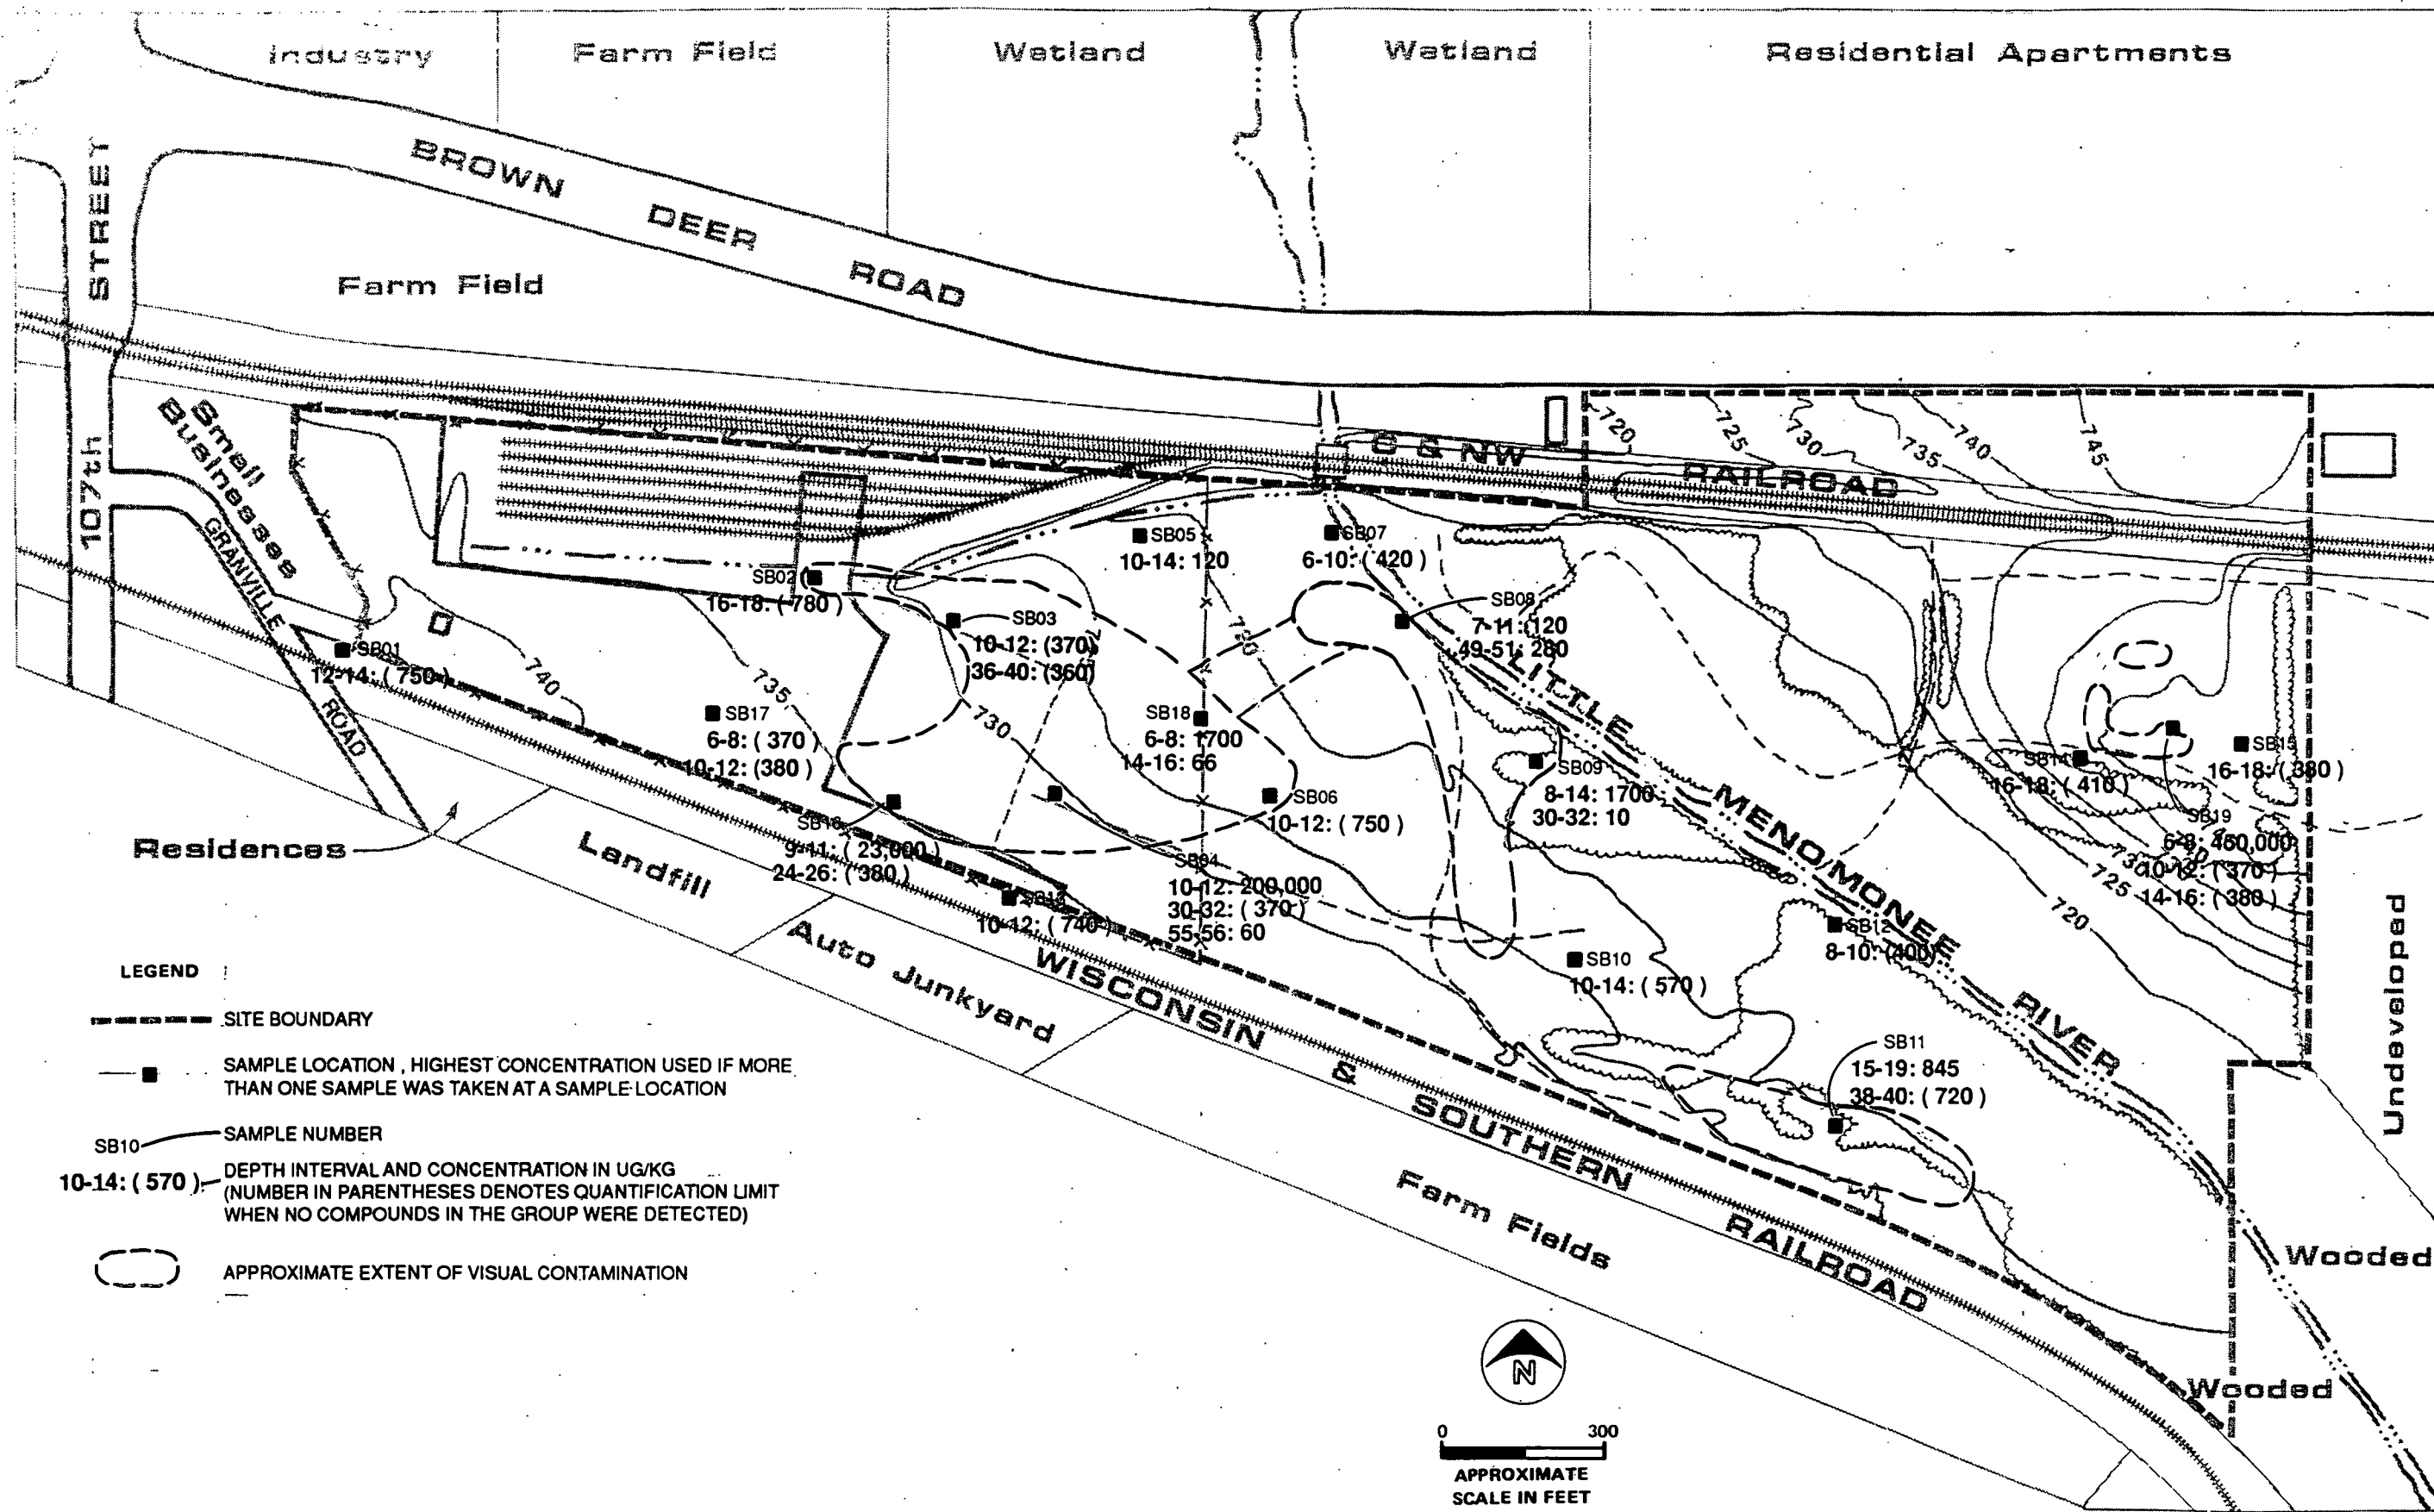 Industry
Farm Field
Wetland
Wetland
Residential Apartments
BROWN DEER ROAD
107th STREET
Farm Field
Small
Businesses
GRANVILLE ROAD
C & NW RAILROAD
720
725
730
735
740
745
SB05
10-14: 120
SB07
6-10: (420)
SB02
16-18: (780)
SB03
10-12: (370)
36-40: (360)
SB08
7-11: 120
49-51: 280
SB01
12-14: (750)
740
735
730
720
SB17
6-8: (370)
10-12: (380)
SB18
6-8: 1700
14-16: 66
SB06
10-12: (750)
SB09
8-14: 1700
30-32: 10
SB14
16-18: (410)
SB15
16-18: (380)
SB19
10-12: (370)
14-16: (380)
730
725
720
LITTLE MENOMONEE RIVER
Residences
Landfill
9-11: (23,000)
24-26: (380)
10-12: (740)
SB04
10-12: 200,000
30-32: (370)
55-56: 60
SB12
8-10: (400)
SB10
10-14: (570)
SB11
15-19: 845
38-40: (720)
Auto Junkyard
WISCONSIN & SOUTHERN RAILROAD
Farm Fields
Undeveloped
Wooded
Wooded
LEGEND
SITE BOUNDARY
SAMPLE LOCATION , HIGHEST CONCENTRATION USED IF MORE
THAN ONE SAMPLE WAS TAKEN AT A SAMPLE LOCATION
SB10
SAMPLE NUMBER
10-14: (570)
DEPTH INTERVAL AND CONCENTRATION IN UG/KG
(NUMBER IN PARENTHESES DENOTES QUANTIFICATION LIMIT
WHEN NO COMPOUNDS IN THE GROUP WERE DETECTED)
APPROXIMATE EXTENT OF VISUAL CONTAMINATION
N
0 300
APPROXIMATE
SCALE IN FEET